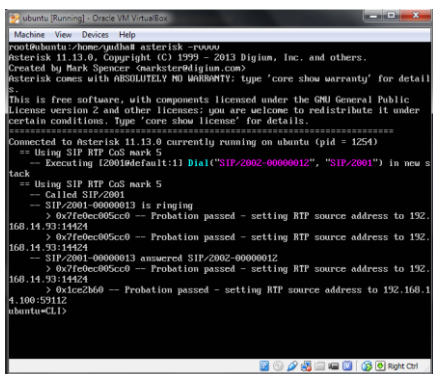 ubuntu [Running] - Oracle VM VirtualBox
Machine View Devices Help
root@ubuntu:/home/yudha# asterisk -rvvvv
Asterisk 11.13.0, Copyright (C) 1999 - 2013 Digium, Inc. and others.
Created by Mark Spencer <markster@digium.com>
Asterisk comes with ABSOLUTELY NO WARRANTY; type 'core show warranty' for detail
s.
This is free software, with components licensed under the GNU General Public
License version 2 and other licenses; you are welcome to redistribute it under
certain conditions. Type 'core show license' for details.
=========================================================================
Connected to Asterisk 11.13.0 currently running on ubuntu (pid = 1254)
== Using SIP RTP CoS mark 5
-- Executing [2001@default:1] Dial("SIP/2002-00000012", "SIP/2001") in new s
tack
== Using SIP RTP CoS mark 5
-- Called SIP/2001
-- SIP/2001-00000013 is ringing
> 0x7fe0ec005cc0 -- Probation passed - setting RTP source address to 192.
168.14.93:14424
> 0x7fe0ec005cc0 -- Probation passed - setting RTP source address to 192.
168.14.93:14424
-- SIP/2001-00000013 answered SIP/2002-00000012
> 0x7fe0ec005cc0 -- Probation passed - setting RTP source address to 192.
168.14.93:14424
> 0x1ce2b60 -- Probation passed - setting RTP source address to 192.168.1
4.100:59112
ubuntu*CLI>
Right Ctrl